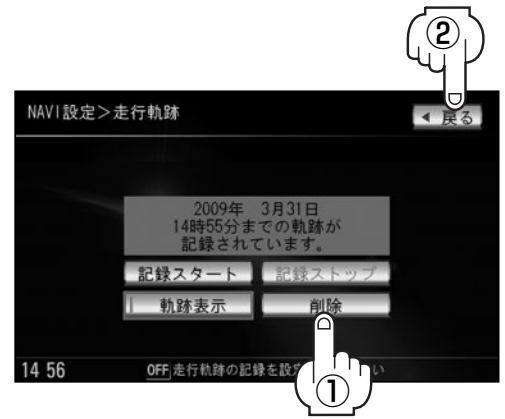 ②
NAVI設定＞走行軌跡
◀ 戻る
2009年 3月31日
14時55分までの軌跡が
記録されています。
記録スタート 記録ストップ
軌跡表示 削除
14 56 OFF 走行軌跡の記録を設 い
①